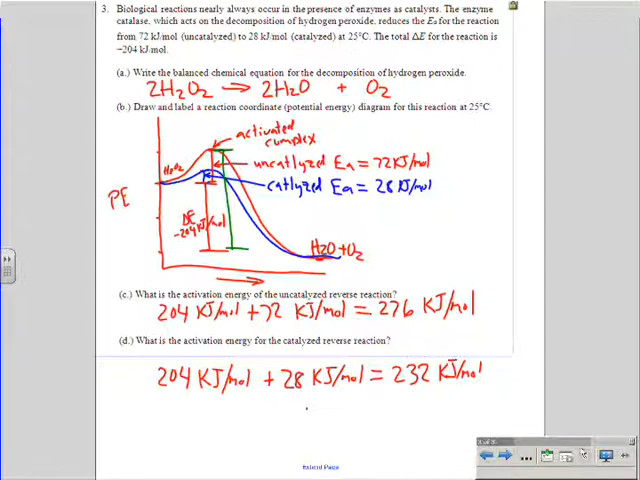 3. Biological reactions nearly always occur in the presence of enzymes as catalysts. The enzyme
catalase, which acts on the decomposition of hydrogen peroxide, reduces the Ea for the reaction
from 72 kJ/mol (uncatalyzed) to 28 kJ/mol (catalyzed) at 25°C. The total ΔE for the reaction is
−204 kJ/mol.
(a.) Write the balanced chemical equation for the decomposition of hydrogen peroxide.
2H2O2 → 2H2O + O2
(b.) Draw and label a reaction coordinate (potential energy) diagram for this reaction at 25°C.
activated
complex
H2O2
uncatlyzed Ea = 72 KJ/mol
catlyzed Ea = 28 KJ/mol
PE
ΔE
-204 KJ/mol
H2O + O2
(c.) What is the activation energy of the uncatalyzed reverse reaction?
204 KJ/mol + 72 KJ/mol = 276 KJ/mol
(d.) What is the activation energy for the catalyzed reverse reaction?
204 KJ/mol + 28 KJ/mol = 232 KJ/mol
Extend Page